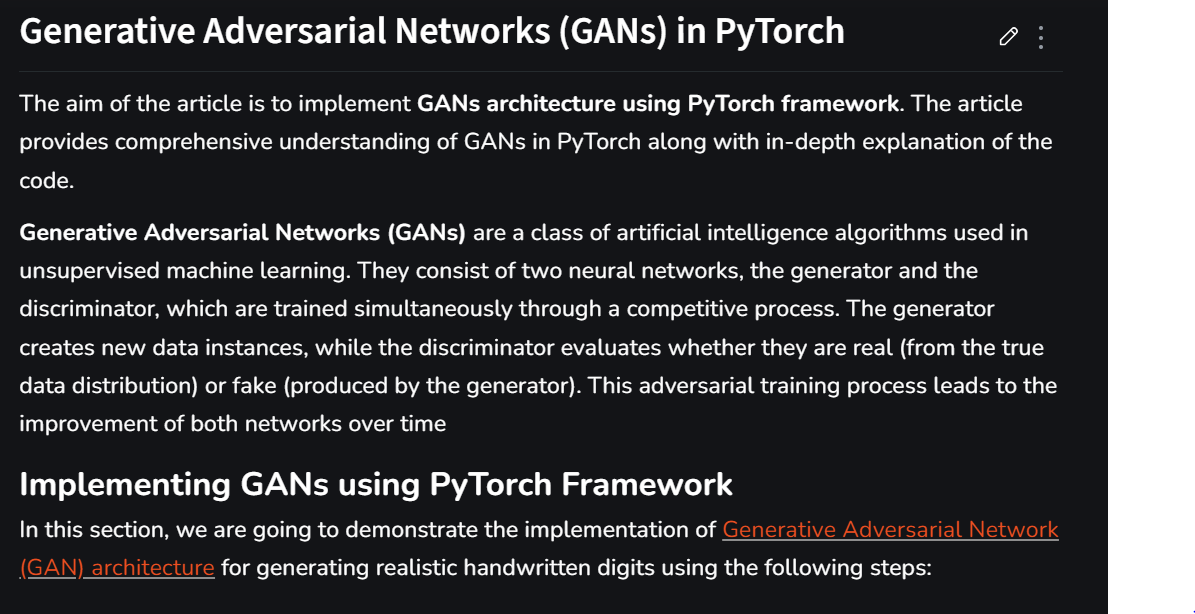 Generative Adversarial Networks (GANs) in PyTorch
The aim of the article is to implement GANs architecture using PyTorch framework. The article
provides comprehensive understanding of GANs in PyTorch along with in-depth explanation of the
code.
Generative Adversarial Networks (GANs) are a class of artificial intelligence algorithms used in
unsupervised machine learning. They consist of two neural networks, the generator and the
discriminator, which are trained simultaneously through a competitive process. The generator
creates new data instances, while the discriminator evaluates whether they are real (from the true
data distribution) or fake (produced by the generator). This adversarial training process leads to the
improvement of both networks over time
Implementing GANs using PyTorch Framework
In this section, we are going to demonstrate the implementation of Generative Adversarial Network
(GAN) architecture for generating realistic handwritten digits using the following steps: